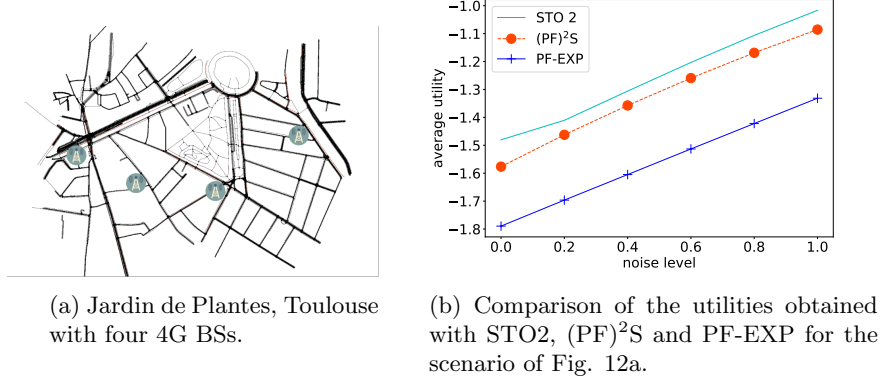 −1.0
−1.1
−1.2
−1.3
−1.4
−1.5
−1.6
−1.7
−1.8
average utility
STO 2
(PF)²S
PF-EXP
0.0 0.2 0.4 0.6 0.8 1.0
noise level
(a) Jardin de Plantes, Toulouse
with four 4G BSs.
(b) Comparison of the utilities obtained
with STO2, (PF)²S and PF-EXP for the
scenario of Fig. 12a.